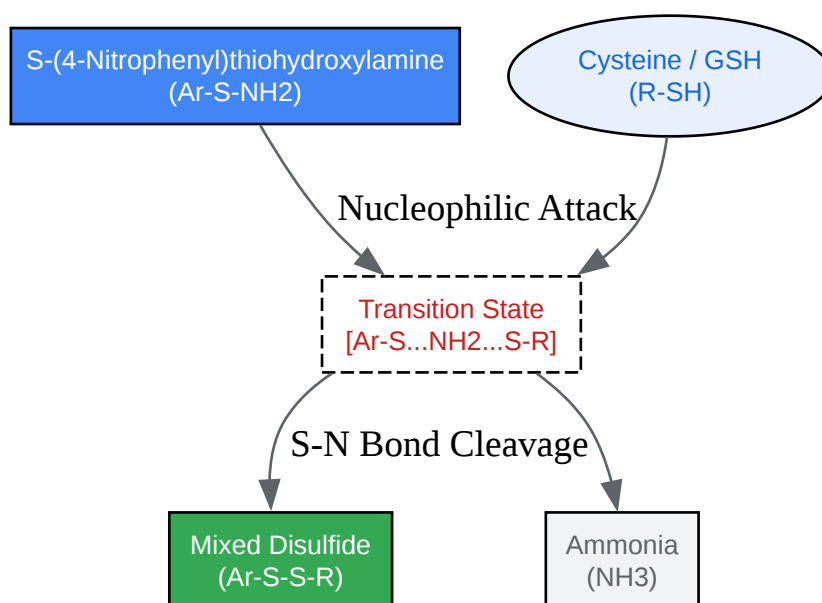 S-(4-Nitrophenyl)thiohydroxylamine
(Ar-S-NH2)
Cysteine / GSH
(R-SH)
Nucleophilic Attack
Transition State
[Ar-S...NH2...S-R]
S-N Bond Cleavage
Mixed Disulfide
(Ar-S-S-R)
Ammonia
(NH3)